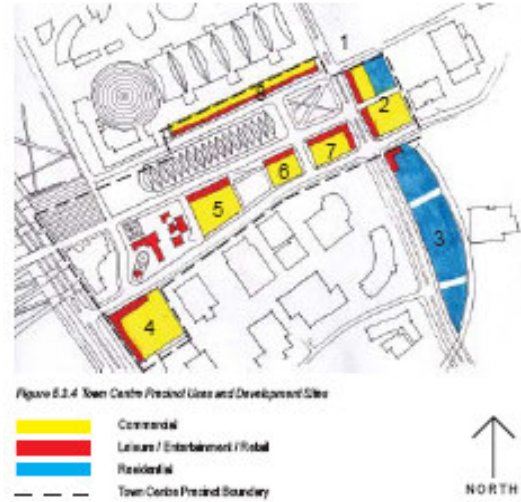 1
8
2
7
6
3
5
4
Figure 5.3.4 Town Centre Precinct Uses and Development Sites
Commercial
Leisure / Entertainment / Retail
Residential
Town Centre Precinct Boundary
NORTH